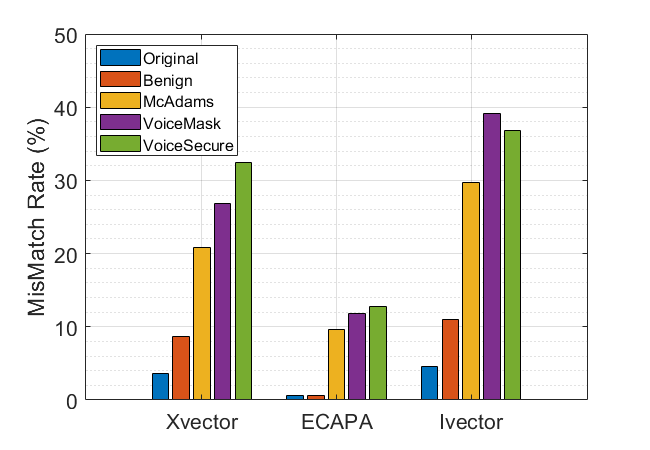 50
40
30
20
10
0
MisMatch Rate (%)
Original
Benign
McAdams
VoiceMask
VoiceSecure
Xvector
ECAPA
Ivector